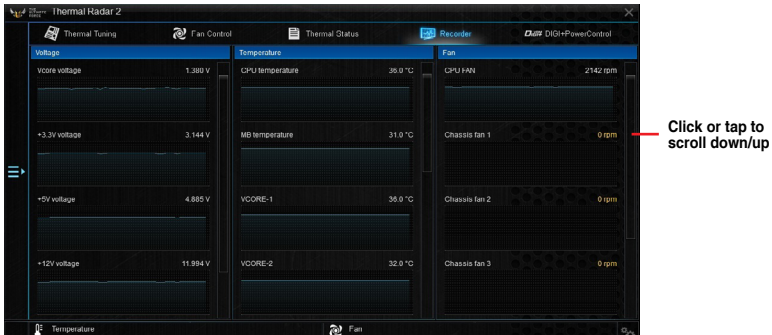 Thermal Radar 2
Thermal Tuning
Fan Control
Thermal Status
Recorder
DIGI+PowerControl
Voltage
Temperature
Fan
Vcore voltage 1.380 V
CPU temperature 36.0 °C
CPU FAN 2142 rpm
Click or tap to
scroll down/up
+3.3V voltage 3.144 V
MB temperature 31.0 °C
Chassis fan 1 0 rpm
+5V voltage 4.885 V
VCORE-1 36.0 °C
Chassis fan 2 0 rpm
+12V voltage 11.994 V
VCORE-2 32.0 °C
Chassis fan 3 0 rpm
Temperature
Fan